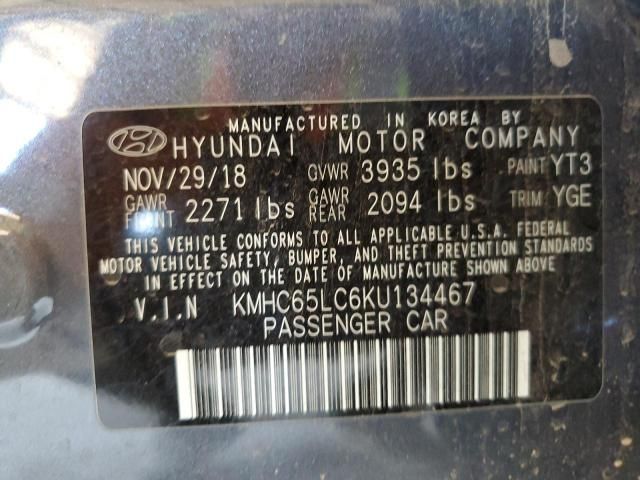 MANUFACTURED IN KOREA BY
HYUNDAI MOTOR COMPANY
NOV/29/18 GVWR 3935 lbs PAINT YT3
GAWR FRONT 2271 lbs GAWR REAR 2094 lbs TRIM YGE
THIS VEHICLE CONFORMS TO ALL APPLICABLE U.S.A. FEDERAL
MOTOR VEHICLE SAFETY, BUMPER, AND THEFT PREVENTION STANDARDS
IN EFFECT ON THE DATE OF MANUFACTURE SHOWN ABOVE
V.I.N KMHC65LC6KU134467
PASSENGER CAR